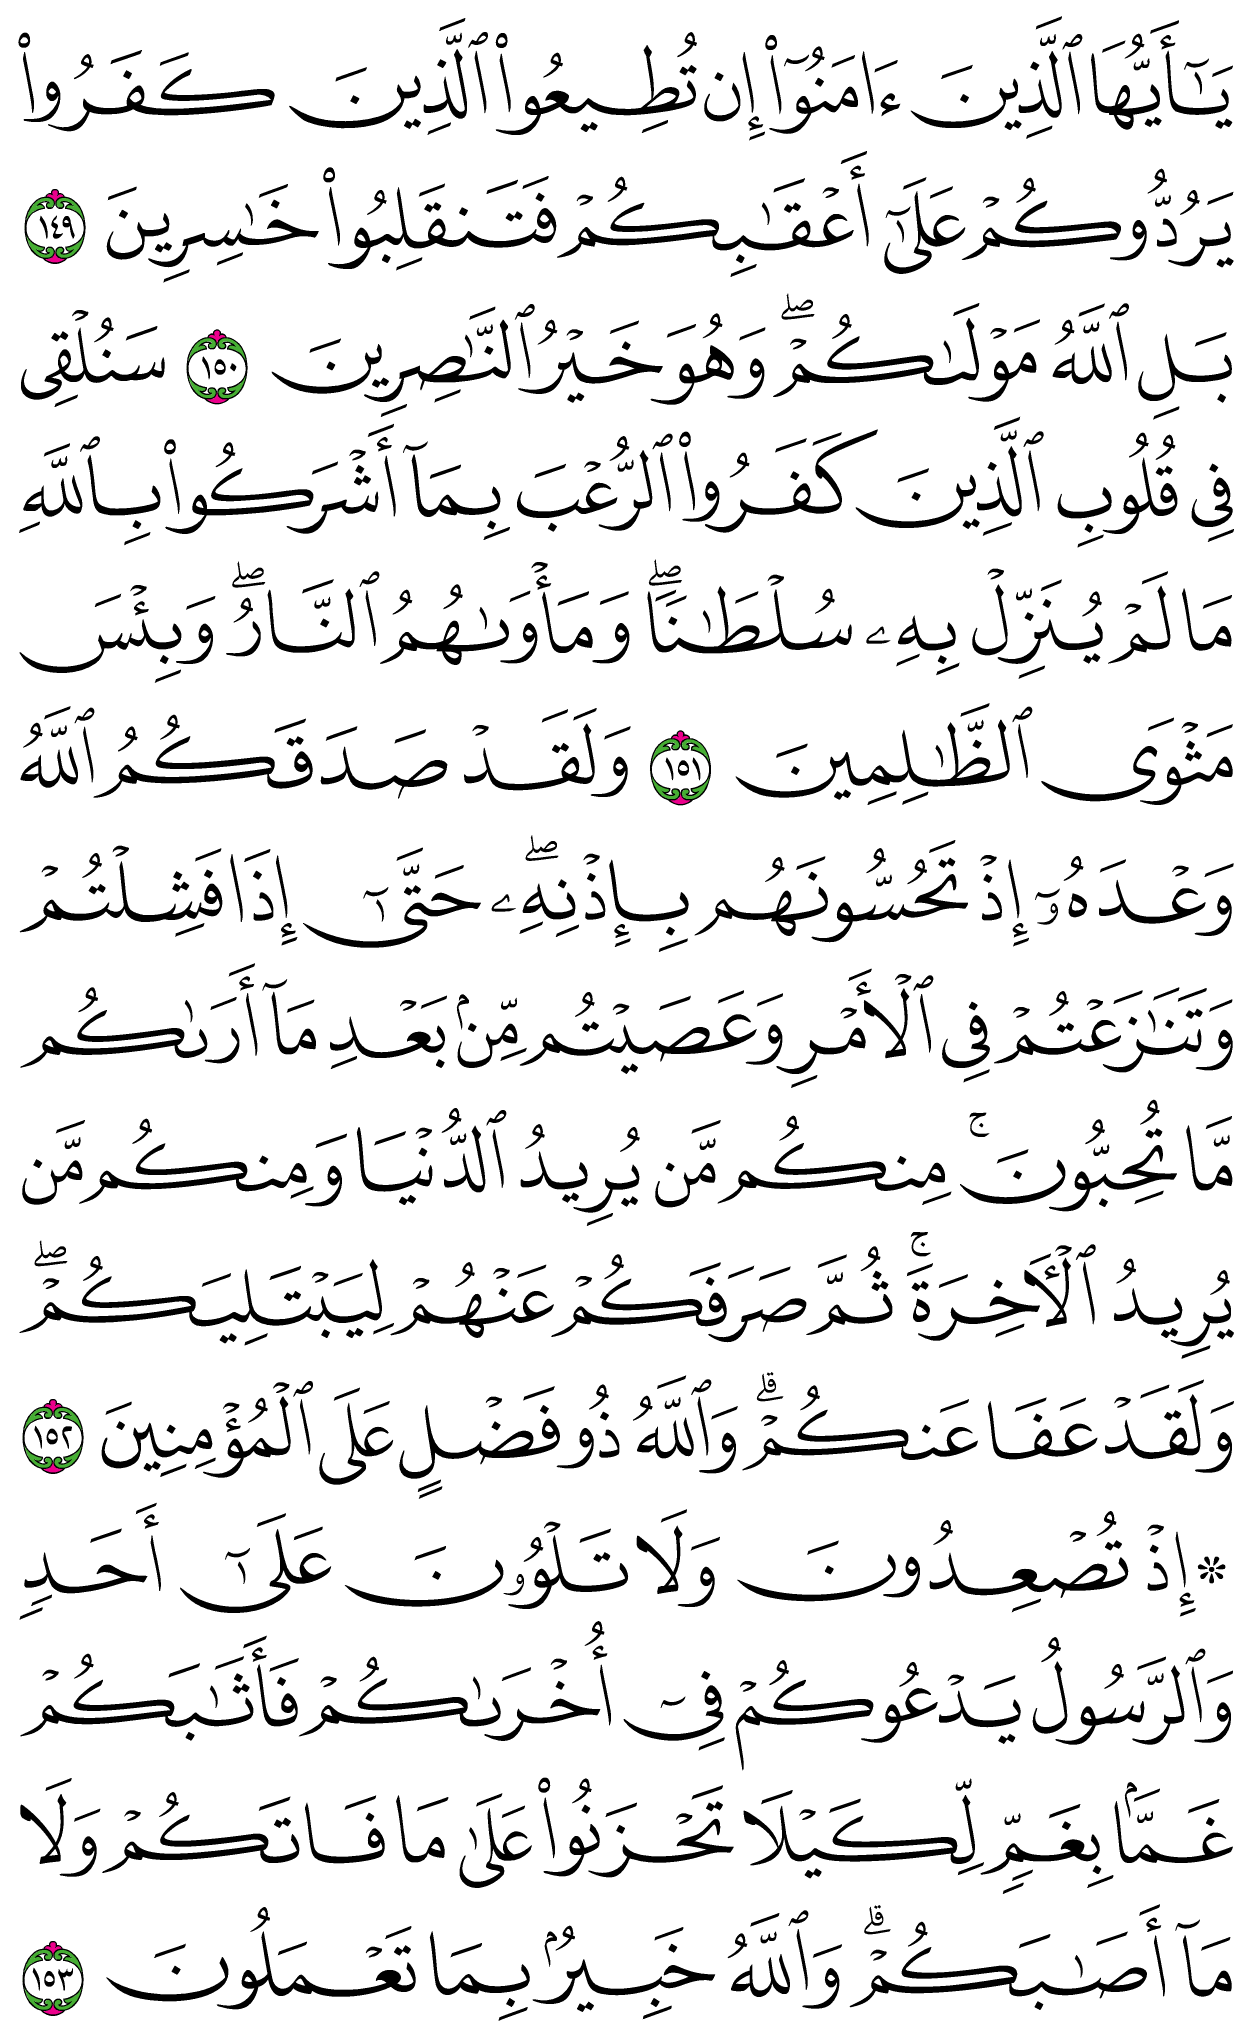 يَـٰٓأَيُّهَا ٱلَّذِينَ ءَامَنُوٓا۟ إِن تُطِيعُوا۟ ٱلَّذِينَ كَفَرُوا۟
يَرُدُّوكُمْ عَلَىٰٓ أَعْقَـٰبِكُمْ فَتَنقَلِبُوا۟ خَـٰسِرِينَ ١٤٩
بَلِ ٱللَّهُ مَوْلَىٰكُمْ ۖ وَهُوَ خَيْرُ ٱلنَّـٰصِرِينَ ١٥٠ سَنُلْقِى
فِى قُلُوبِ ٱلَّذِينَ كَفَرُوا۟ ٱلرُّعْبَ بِمَآ أَشْرَكُوا۟ بِٱللَّهِ
مَا لَمْ يُنَزِّلْ بِهِۦ سُلْطَـٰنًا ۖ وَمَأْوَىٰهُمُ ٱلنَّارُ ۖ وَبِئْسَ
مَثْوَى ٱلظَّـٰلِمِينَ ١٥١ وَلَقَدْ صَدَقَكُمُ ٱللَّهُ
وَعْدَهُۥٓ إِذْ تَحُسُّونَهُم بِإِذْنِهِۦ ۖ حَتَّىٰٓ إِذَا فَشِلْتُمْ
وَتَنَـٰزَعْتُمْ فِى ٱلْأَمْرِ وَعَصَيْتُم مِّنۢ بَعْدِ مَآ أَرَىٰكُم
مَّا تُحِبُّونَ ۚ مِنكُم مَّن يُرِيدُ ٱلدُّنْيَا وَمِنكُم مَّن
يُرِيدُ ٱلْـَٔاخِرَةَ ۚ ثُمَّ صَرَفَكُمْ عَنْهُمْ لِيَبْتَلِيَكُمْ ۖ
وَلَقَدْ عَفَا عَنكُمْ ۗ وَٱللَّهُ ذُو فَضْلٍ عَلَى ٱلْمُؤْمِنِينَ ١٥٢
۞ إِذْ تُصْعِدُونَ وَلَا تَلْوُۥنَ عَلَىٰٓ أَحَدٍ
وَٱلرَّسُولُ يَدْعُوكُمْ فِىٓ أُخْرَىٰكُمْ فَأَثَـٰبَكُمْ
غَمًّۢا بِغَمٍّ لِّكَيْلَا تَحْزَنُوا۟ عَلَىٰ مَا فَاتَكُمْ وَلَا
مَآ أَصَـٰبَكُمْ ۗ وَٱللَّهُ خَبِيرٌۢ بِمَا تَعْمَلُونَ ١٥٣